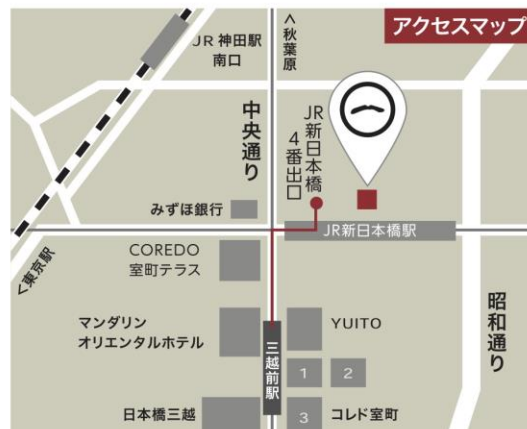 アクセスマップ
JR 神田駅
南口
<秋葉原
中央通り
JR新日本橋
4番出口
みずほ銀行
JR新日本橋駅
<東京駅
COREDO
室町テラス
昭和通り
マンダリン
オリエンタルホテル
三越前駅
YUITO
1
2
日本橋三越
3
コレド室町